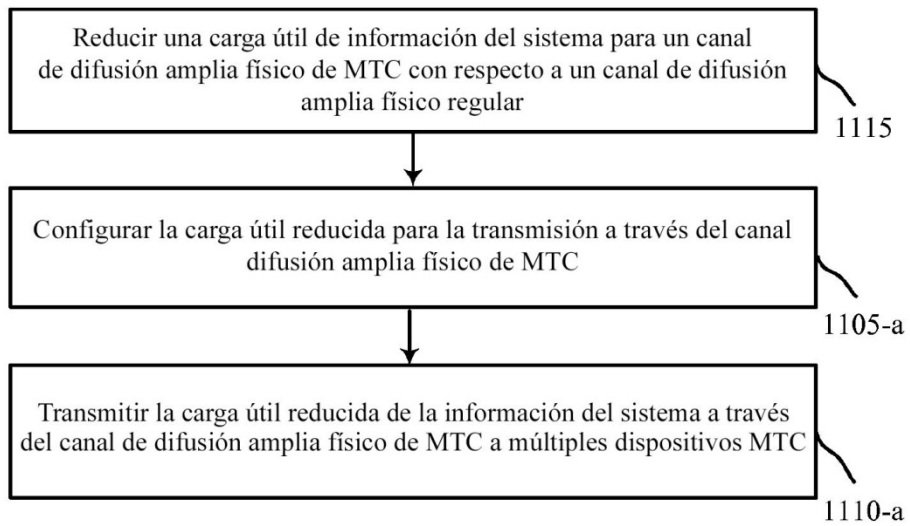 Reducir una carga útil de información del sistema para un canal
de difusión amplia físico de MTC con respecto a un canal de difusión
amplia físico regular
1115
Configurar la carga útil reducida para la transmisión a través del canal
difusión amplia físico de MTC
1105-a
Transmitir la carga útil reducida de la información del sistema a través
del canal de difusión amplia físico de MTC a múltiples dispositivos MTC
1110-a